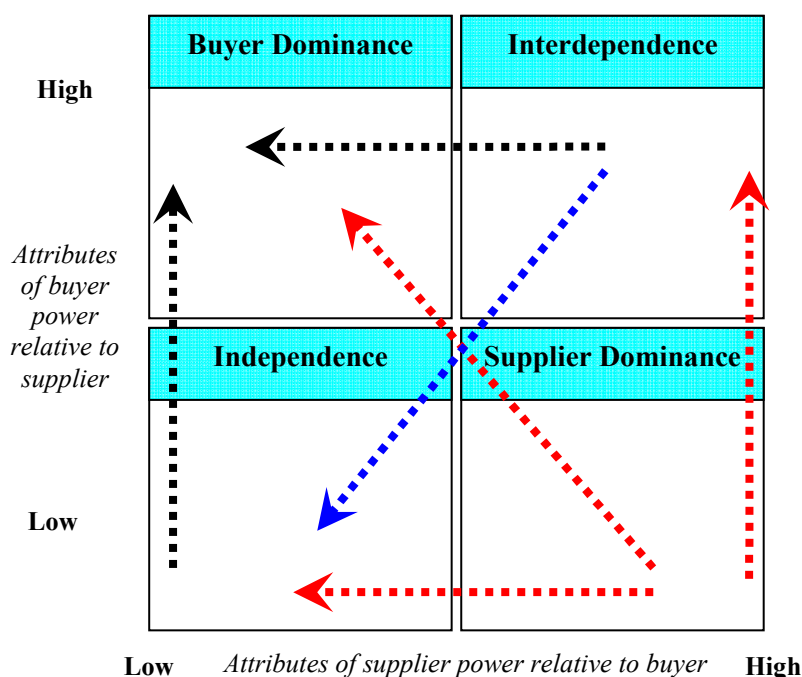 Buyer Dominance
Interdependence
High
Attributes
of buyer
power
relative to
supplier
Independence
Supplier Dominance
Low
Low
Attributes of supplier power relative to buyer
High